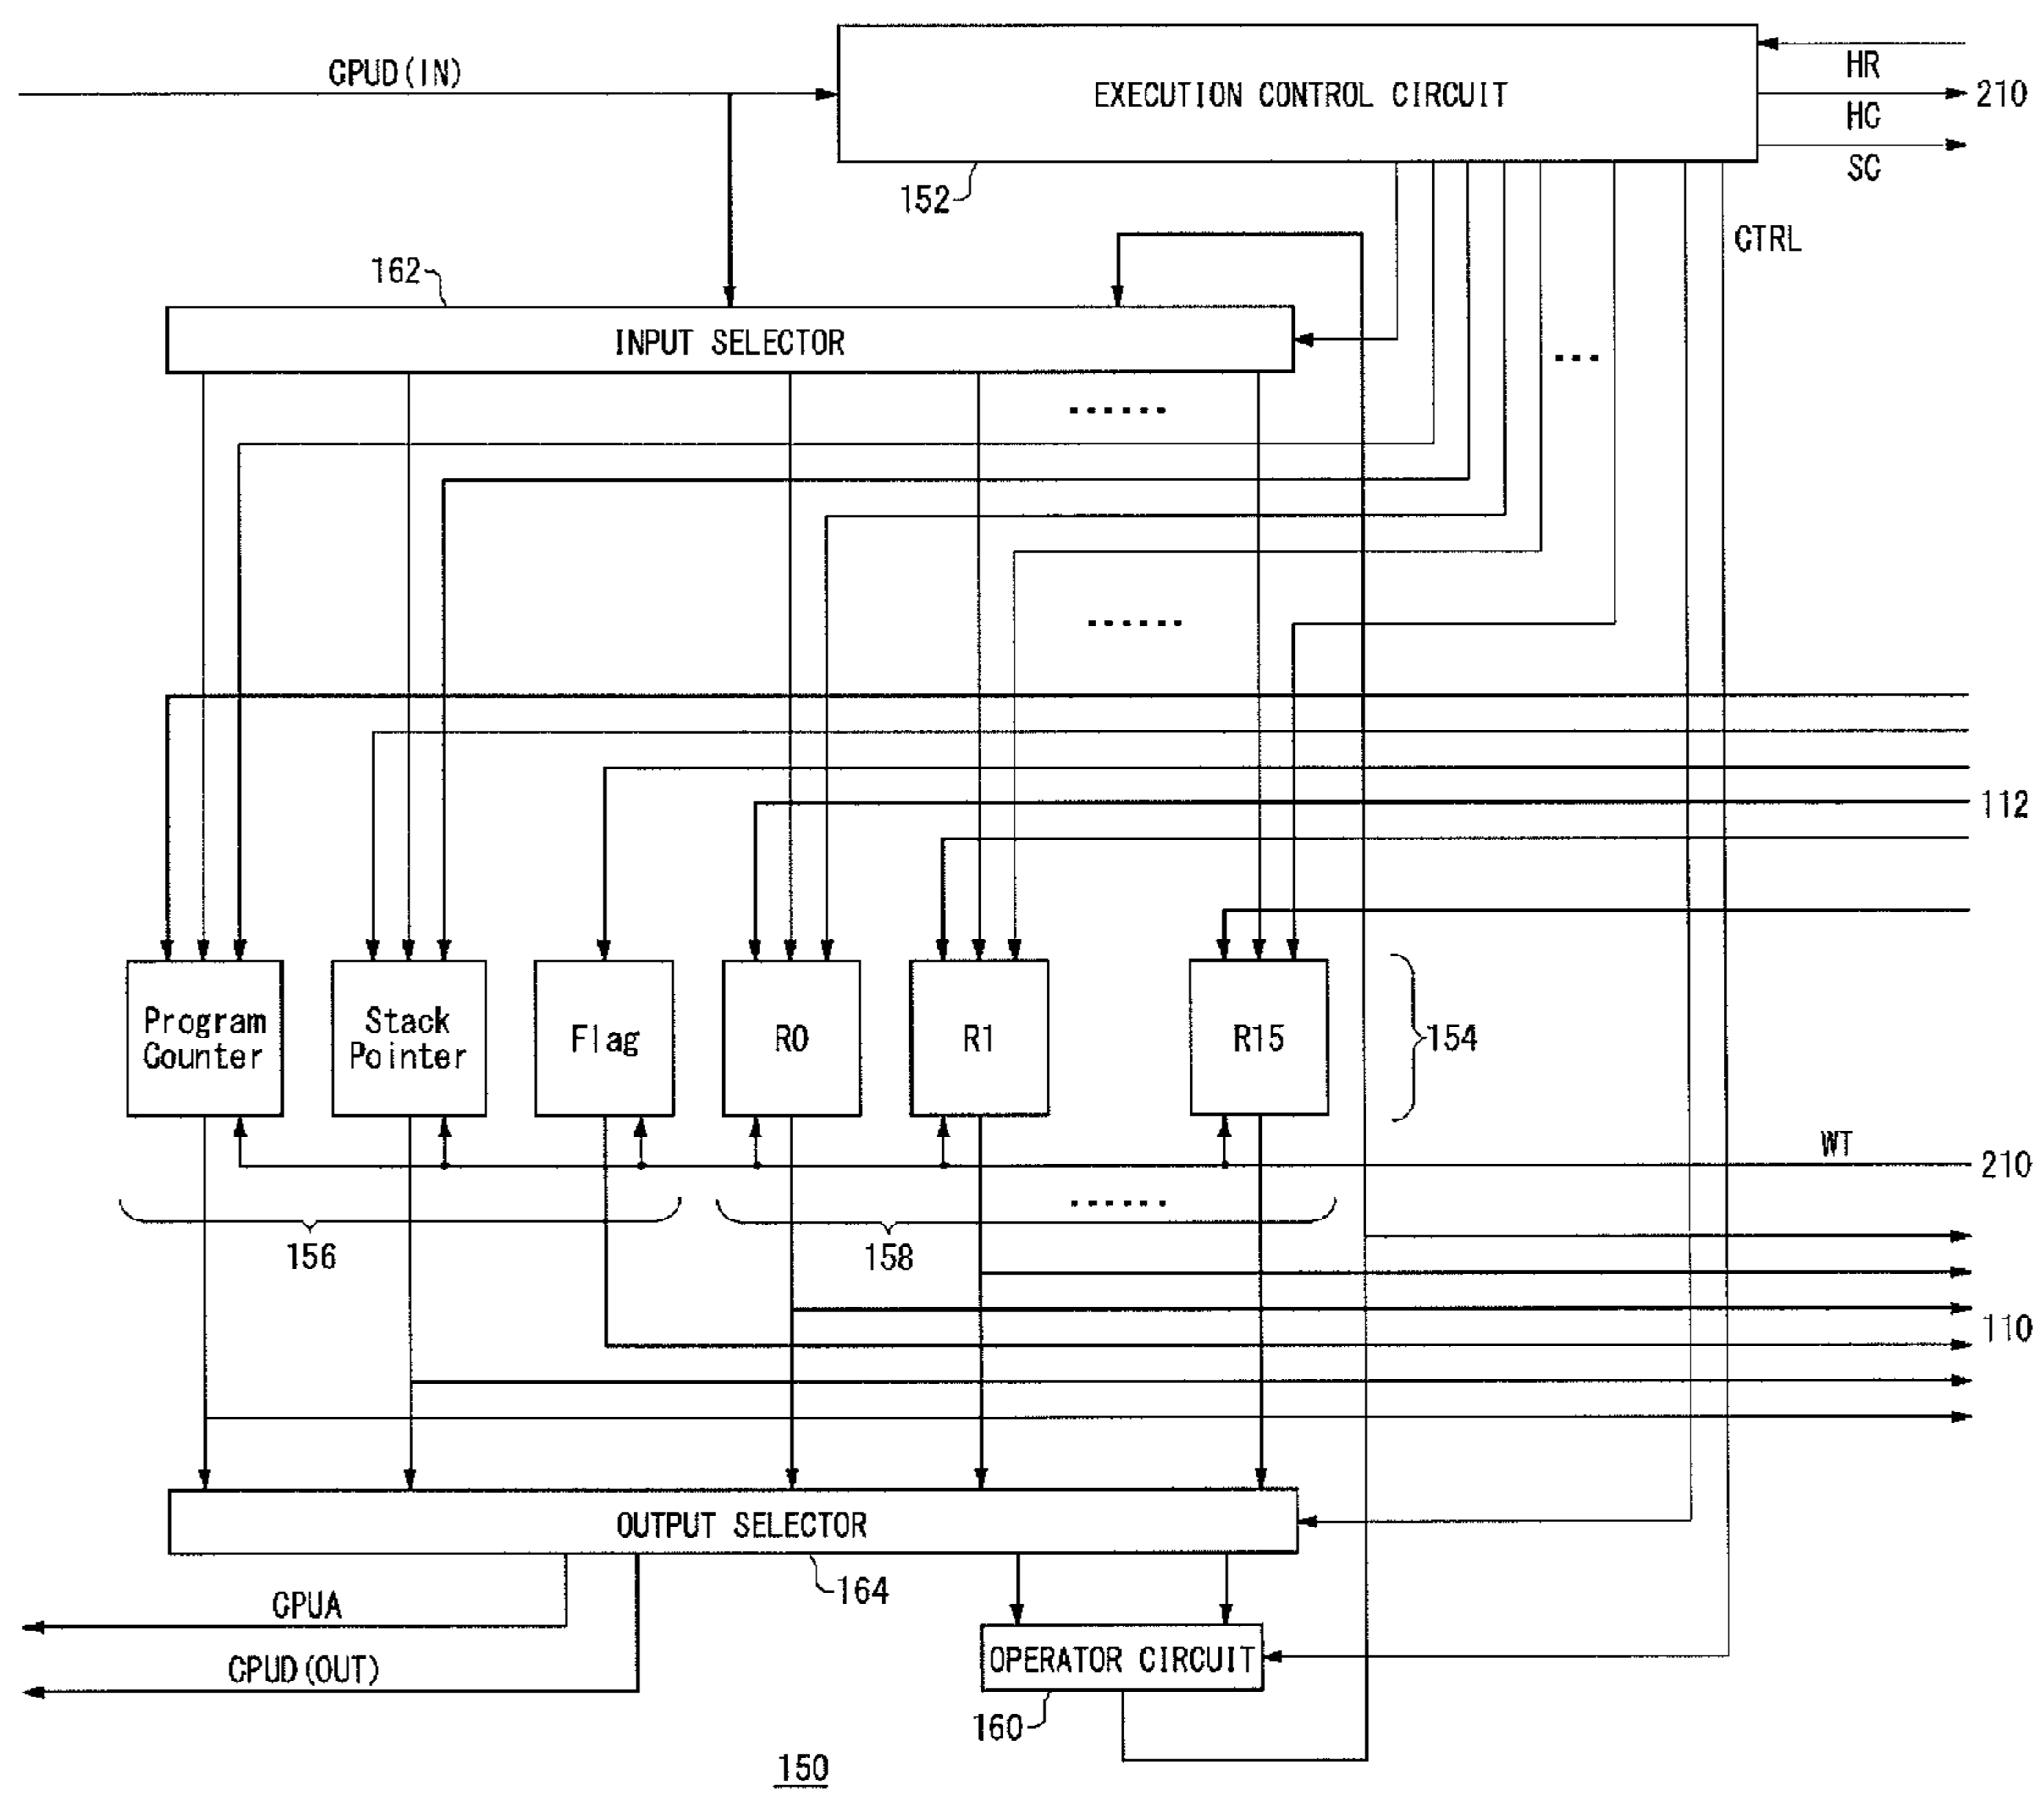 CPUD(IN)
EXECUTION CONTROL CIRCUIT
HR
210
HC
SC
152
CTRL
162
INPUT SELECTOR
...
......
......
112
Program
Counter
Stack
Pointer
Flag
R0
R1
R15
154
WT
210
......
156
158
110
OUTPUT SELECTOR
164
CPUA
CPUD(OUT)
OPERATOR CIRCUIT
160
150